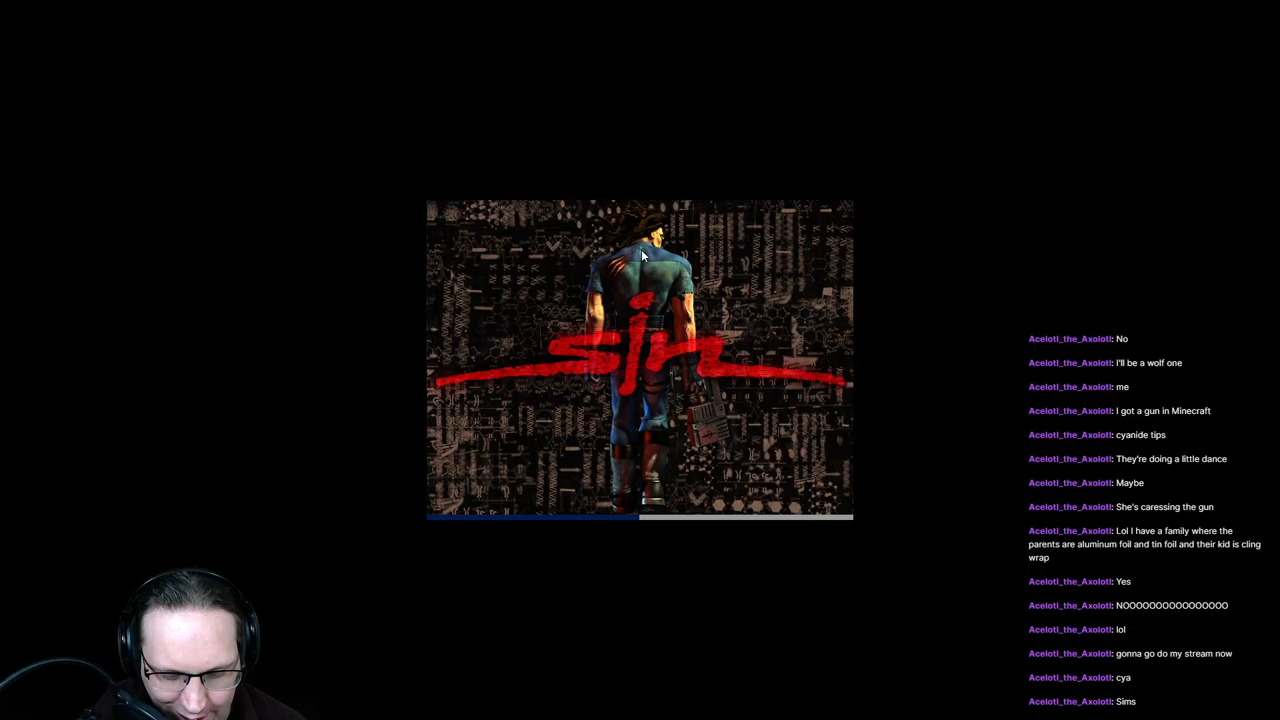 sin
Acelotl_the_Axolotl: No
Acelotl_the_Axolotl: I'll be a wolf one
Acelotl_the_Axolotl: me
Acelotl_the_Axolotl: I got a gun in Minecraft
Acelotl_the_Axolotl: cyanide tips
Acelotl_the_Axolotl: They're doing a little dance
Acelotl_the_Axolotl: Maybe
Acelotl_the_Axolotl: She's caressing the gun
Acelotl_the_Axolotl: Lol I have a family where the
parents are aluminum foil and tin foil and their kid is cling
wrap
Acelotl_the_Axolotl: Yes
Acelotl_the_Axolotl: NOOOOOOOOOOOOOOOO
Acelotl_the_Axolotl: lol
Acelotl_the_Axolotl: gonna go do my stream now
Acelotl_the_Axolotl: cya
Acelotl_the_Axolotl: Sims